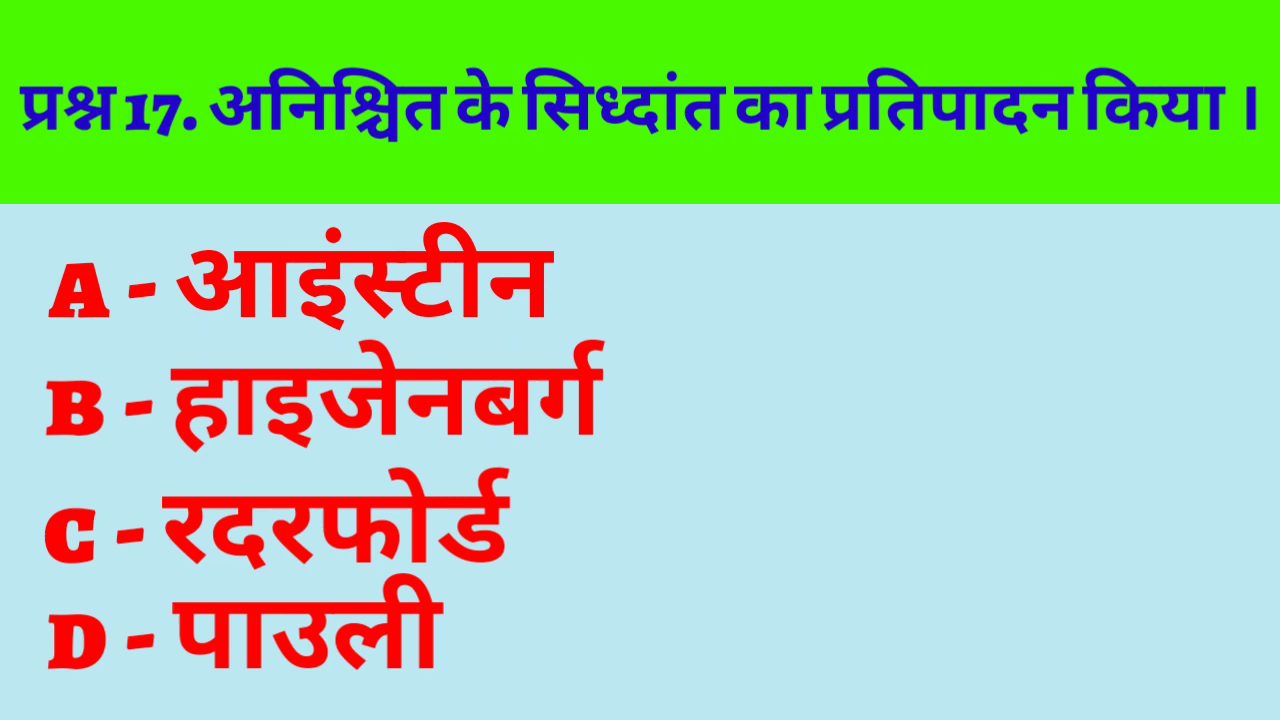 प्रश्न 17. अनिश्चित के सिध्दांत का प्रतिपादन किया ।
A - आइंस्टीन
B - हाइजेनबर्ग
C - रदरफोर्ड
D - पाउली